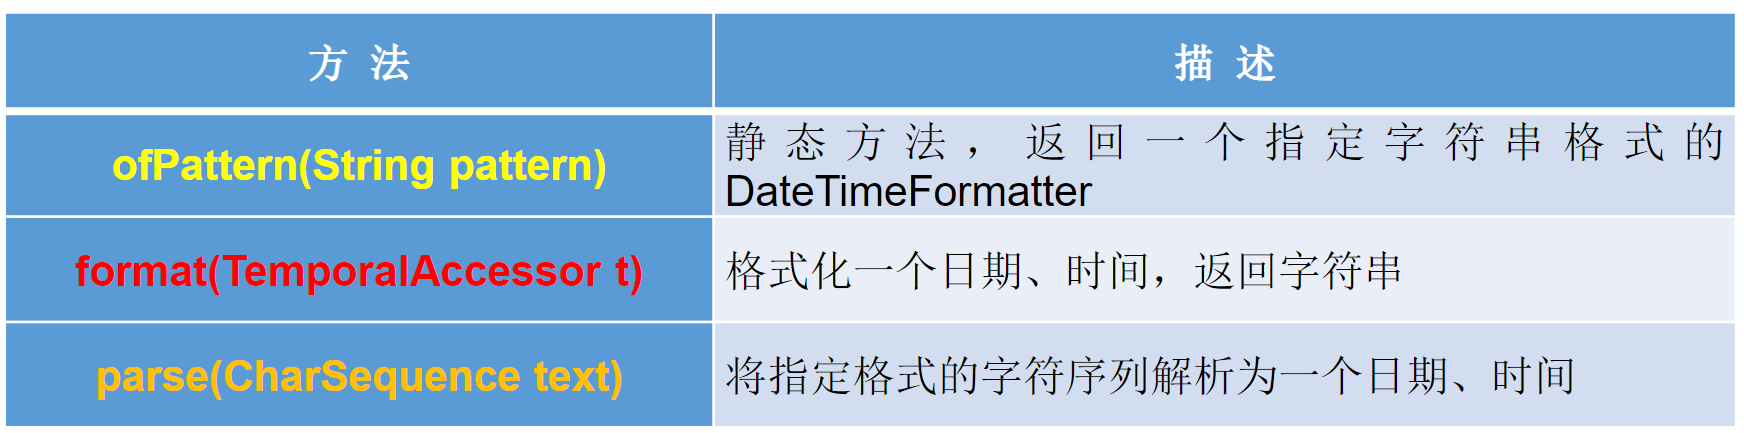 方 法
描 述
ofPattern(String pattern)
静态方法，返回一个指定字符串格式的
DateTimeFormatter
format(TemporalAccessor t)
格式化一个日期、时间，返回字符串
parse(CharSequence text)
将指定格式的字符序列解析为一个日期、时间